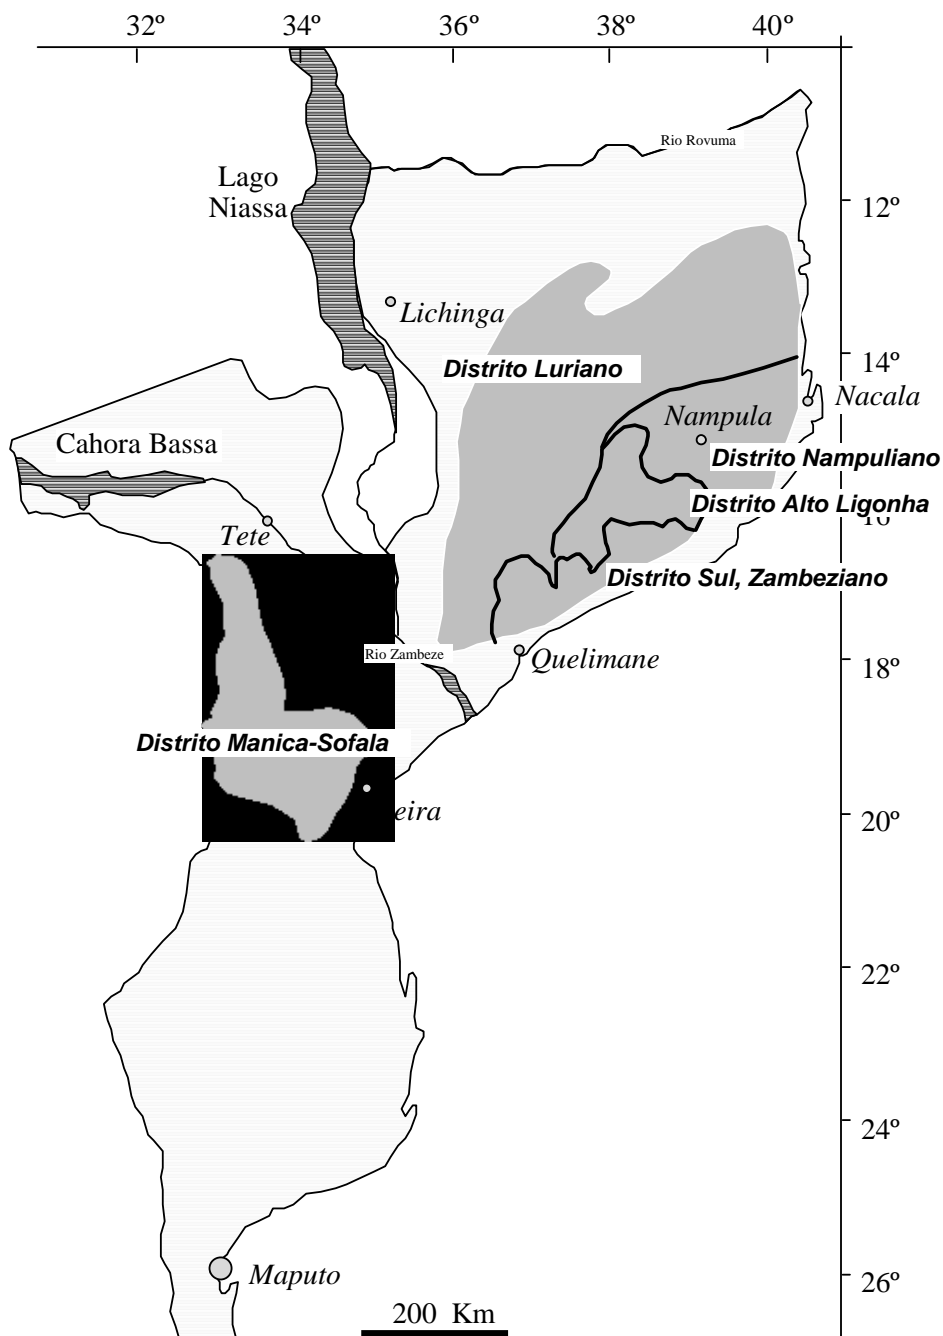 32º 34º 36º 38º 40º
Rio Rovuma
Lago
Niassa
12º
Lichinga
14º
Distrito Luriano
Nacala
Nampula
Cahora Bassa
Distrito Nampuliano
Distrito Alto Ligonha
16º
Tete
Distrito Sul, Zambeziano
Rio Zambeze
Quelimane
18º
Distrito Manica-Sofala
eira
20º
22º
24º
Maputo
26º
200 Km